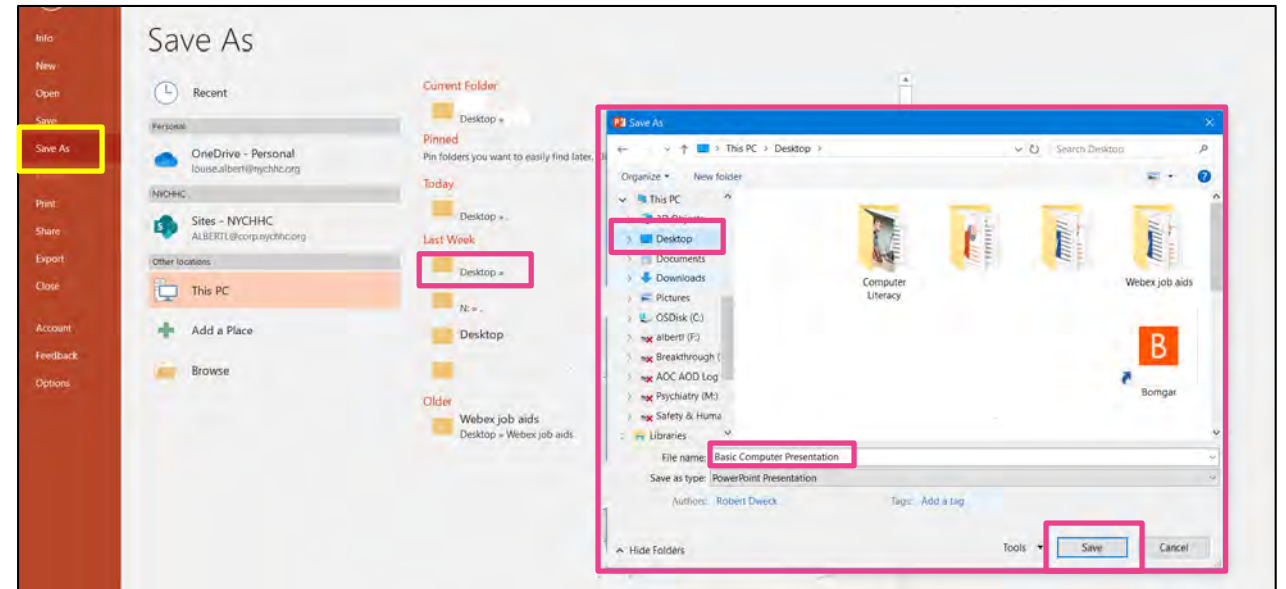 Info
New
Open
Save
Save As
Print
Share
Export
Close
Account
Feedback
Options
Save As
Recent
Personal
OneDrive - Personal
louise.albert@nychhc.org
NYCHHC
Sites - NYCHHC
ALBERTL@corp.nychhc.org
Other locations
This PC
Add a Place
Browse
Current Folder
Desktop »
Pinned
Pin folders you want to easily find later.
Today
Desktop »
Last Week
Desktop »
N: »
Desktop
Older
Webex job aids
Desktop » Webex job aids
Save As
This PC > Desktop >
Search Desktop
Organize
New folder
This PC
3D Objects
Desktop
Documents
Downloads
Pictures
OSDisk (C:)
albertl (F:)
Breakthrough (
AOC AOD Log
Psychiatry (M:)
Safety & Huma
Libraries
Computer
Literacy
Webex job aids
B
Bomgar
File name: Basic Computer Presentation
Save as type: PowerPoint Presentation
Authors: Robert Dweck
Tags: Add a tag
Hide Folders
Tools
Save
Cancel